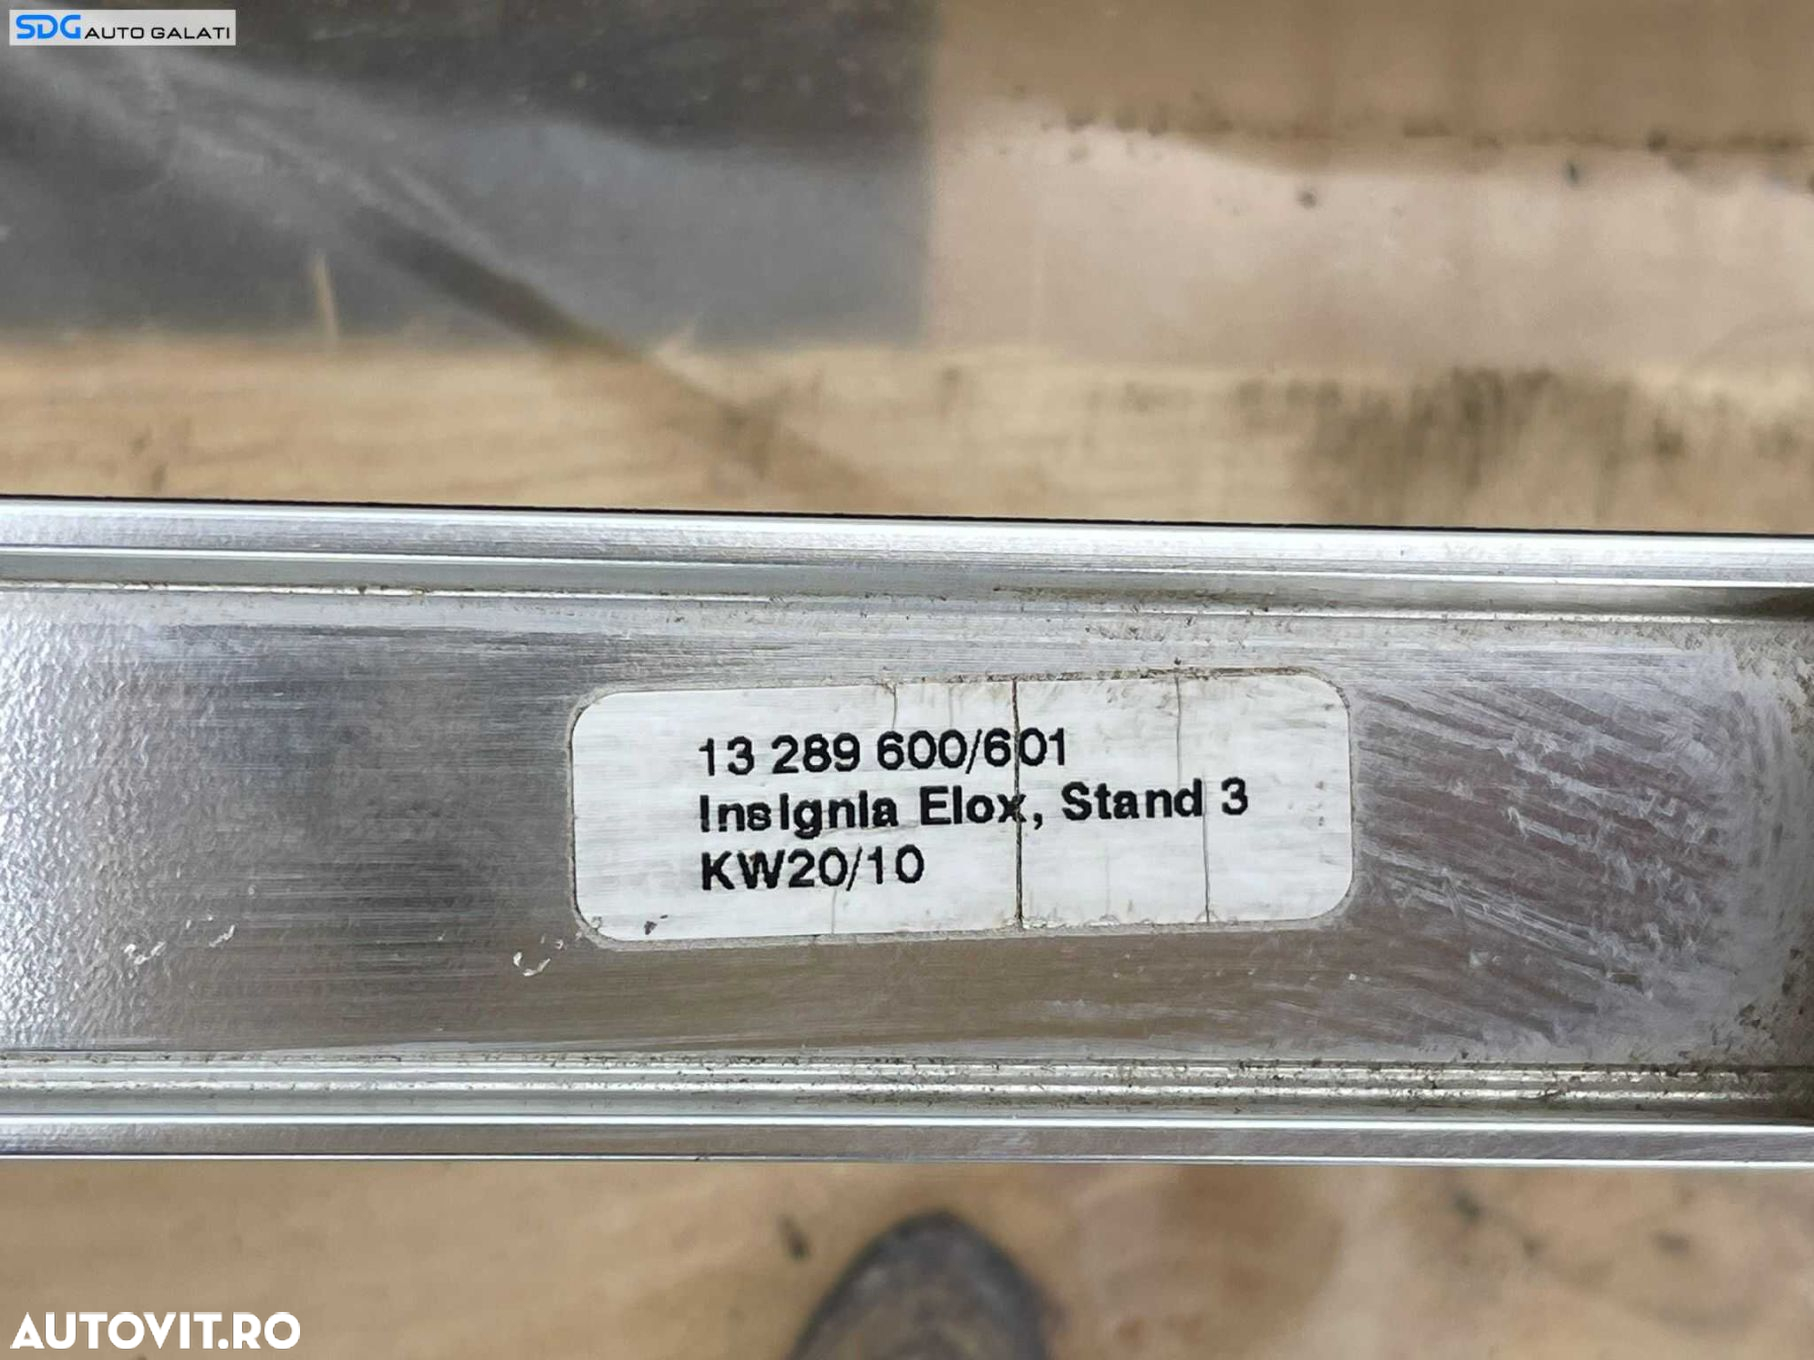 SDG AUTO GALATI
13 289 600/601
Insignia Elox, Stand 3
KW20/10
AUTOVIT.RO